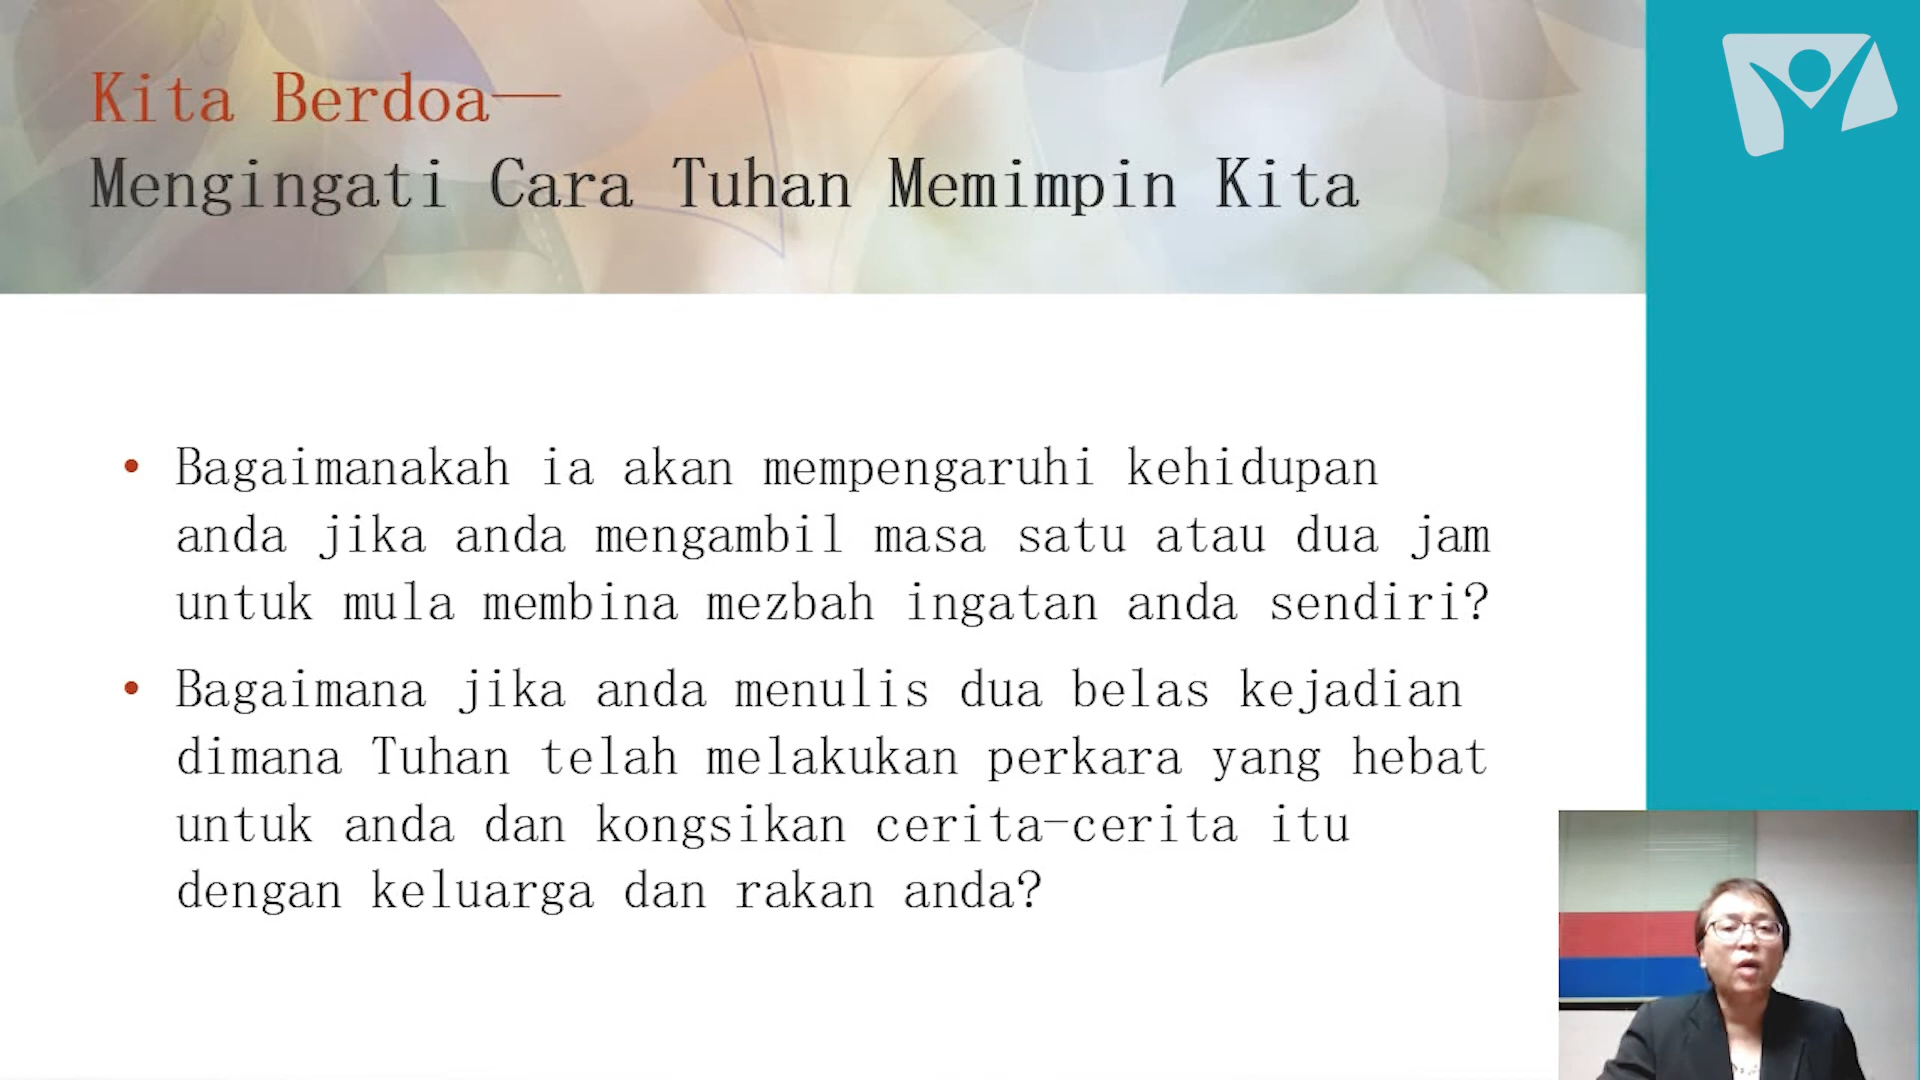 Kita Berdoa—
Mengingati Cara Tuhan Memimpin Kita
• Bagaimanakah ia akan mempengaruhi kehidupan
anda jika anda mengambil masa satu atau dua jam
untuk mula membina mezbah ingatan anda sendiri?
• Bagaimana jika anda menulis dua belas kejadian
dimana Tuhan telah melakukan perkara yang hebat
untuk anda dan kongsikan cerita-cerita itu
dengan keluarga dan rakan anda?